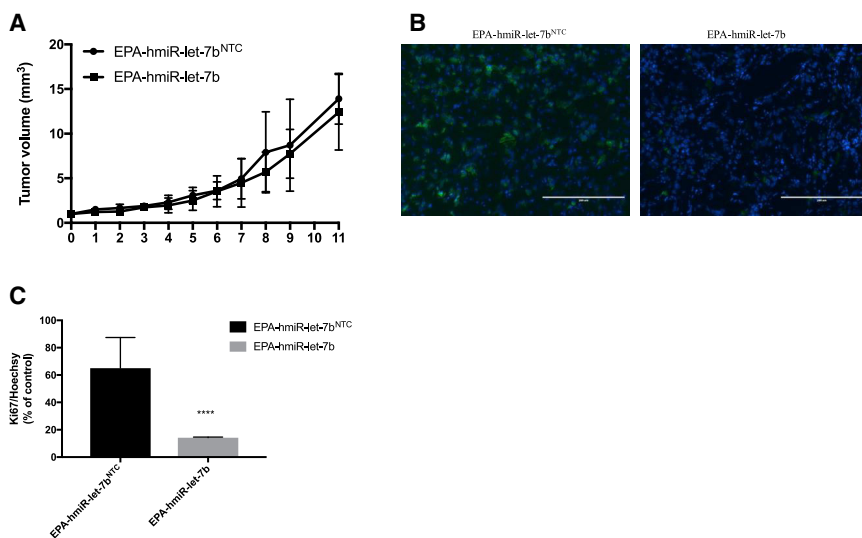 A
Tumor volume (mm³)
20
15
10
5
0
EPA-hmiR-let-7bᴺᵀᶜ
EPA-hmiR-let-7b
0 1 2 3 4 5 6 7 8 9 10 11
B
EPA-hmiR-let-7bᴺᵀᶜ
EPA-hmiR-let-7b
C
Ki67/Hoechsy
(% of control)
100
80
60
40
20
0
****
EPA-hmiR-let-7bᴺᵀᶜ
EPA-hmiR-let-7b
EPA-hmiR-let-7bᴺᵀᶜ
EPA-hmiR-let-7b